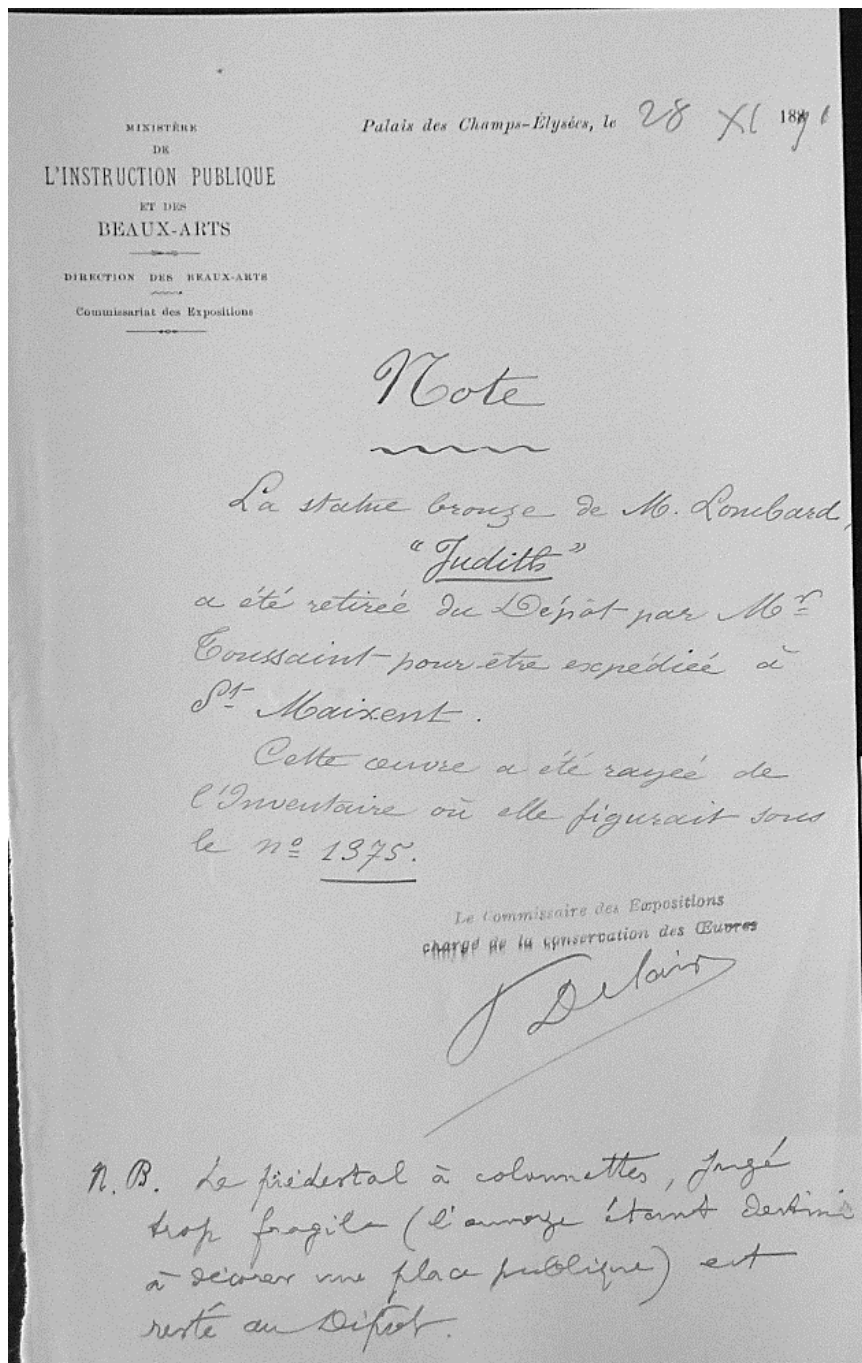 MINISTÈRE
DE
L'INSTRUCTION PUBLIQUE
ET DES
BEAUX-ARTS
DIRECTION DES BEAUX-ARTS
Commissariat des Expositions
Palais des Champs-Élysées, le 28 XI 189
Note
La statue bronze de M. Lombard,
"Judith"
a été retirée du Dépôt par Mr
Toussaint pour être expédiée à
St Maixent.
Cette œuvre a été rayée de
l'Inventaire où elle figurait sous
le nº 1375.
Le Commissaire des Expositions
chargé de la conservation des Œuvres
N.B. Le piédestal à colonnettes, jugé
trop fragile (l'ouvrage étant destiné
à décorer une place publique) est
resté au Dépôt.